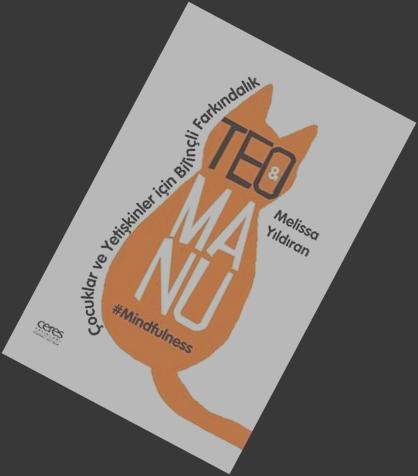 Çocuklar ve Yetişkinler için Bilinçli Farkındalık
TEO
&
MA
NU
#Mindfulness
Melissa
Yıldıran
ceres